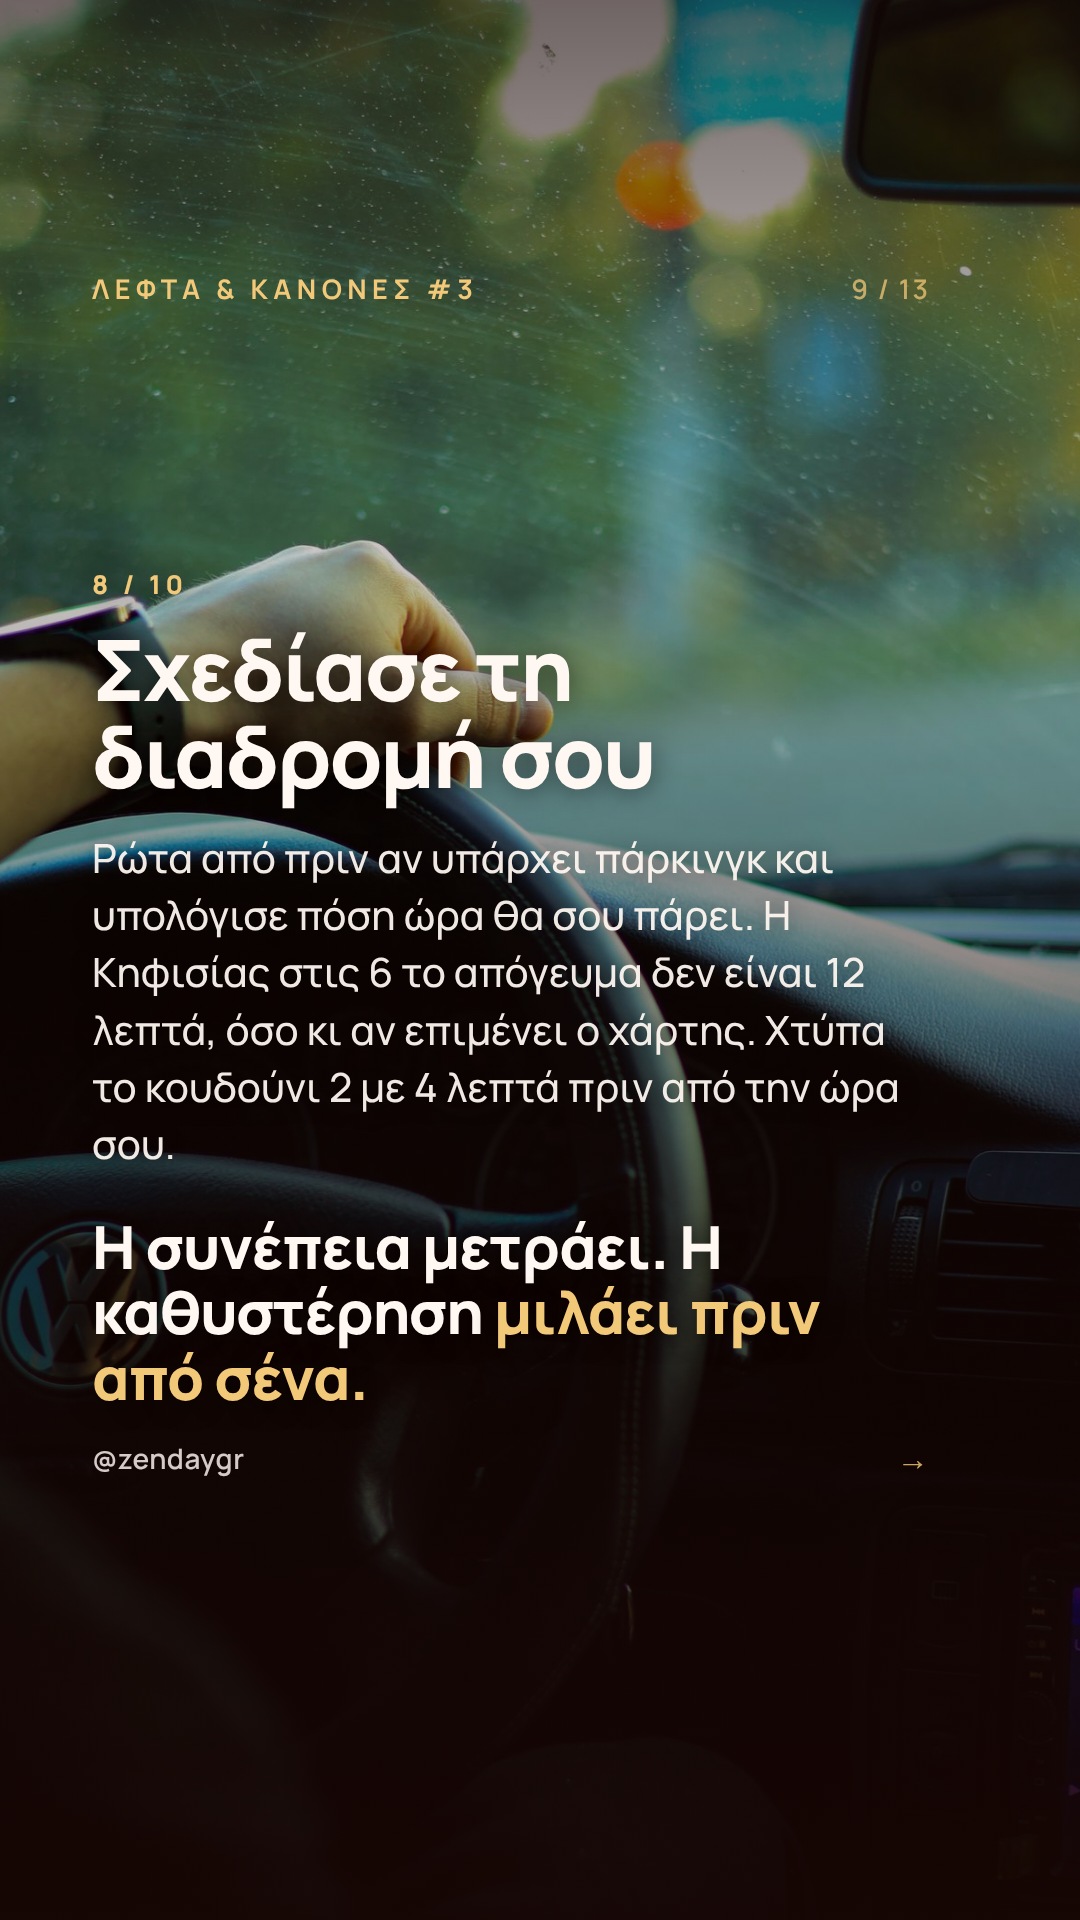 ΛΕΦΤΑ & ΚΑΝΟΝΕΣ #3
9 / 13
8 / 10
Σχεδίασε τη
διαδρομή σου
Ρώτα από πριν αν υπάρχει πάρκινγκ και
υπολόγισε πόση ώρα θα σου πάρει. Η
Κηφισίας στις 6 το απόγευμα δεν είναι 12
λεπτά, όσο κι αν επιμένει ο χάρτης. Χτύπα
το κουδούνι 2 με 4 λεπτά πριν από την ώρα
σου.
Η συνέπεια μετράει. Η
καθυστέρηση μιλάει πριν
από σένα.
@zendaygr
→